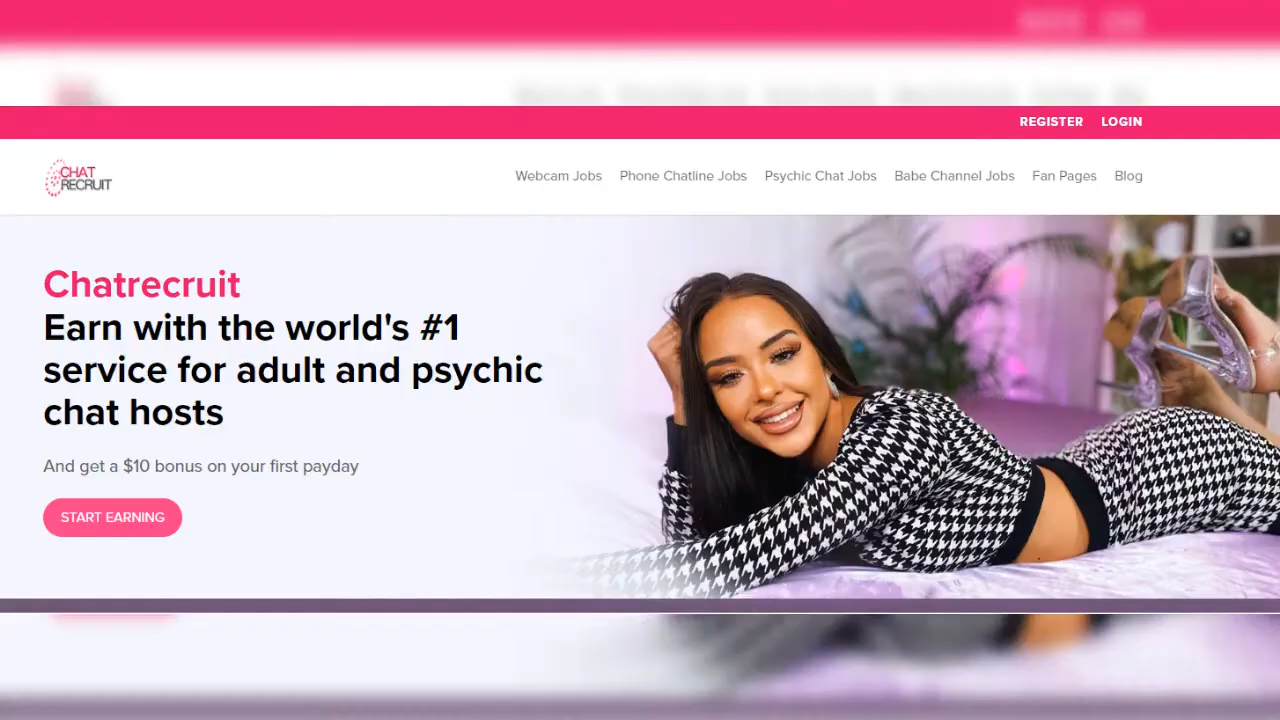 REGISTER LOGIN
CHAT
RECRUIT
Webcam Jobs Phone Chatline Jobs Psychic Chat Jobs Babe Channel Jobs Fan Pages Blog
Chatrecruit
Earn with the world's #1
service for adult and psychic
chat hosts
And get a $10 bonus on your first payday
START EARNING